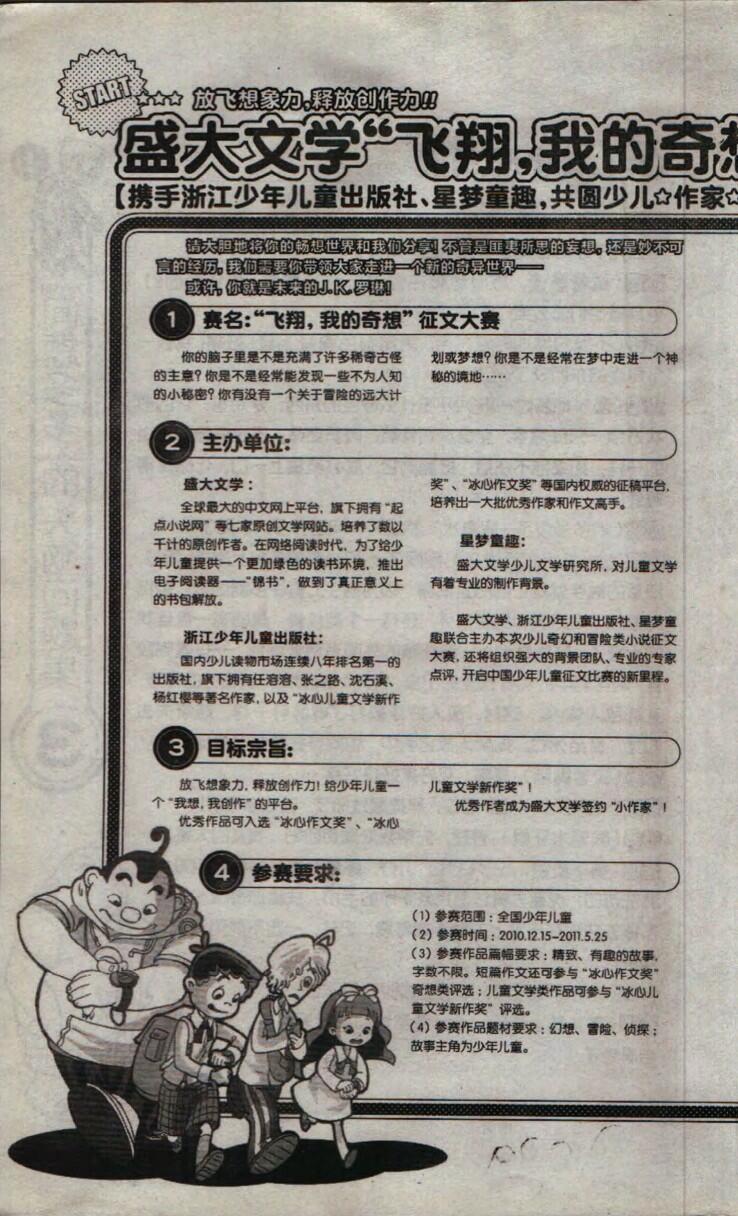 START
放飞想象力，释放创作力!!
盛大文学“飞翔，我的奇想
【携手浙江少年儿童出版社、星梦童趣，共圆少儿☆作家☆
请大胆地将你的畅想世界和我们分享！不管是匪夷所思的妄想，还是妙不可
言的经历，我们需要你带领大家走进一个新的奇异世界——
或许，你就是未来的J.K.罗琳！
1 赛名：“飞翔，我的奇想”征文大赛
你的脑子里是不是充满了许多稀奇古怪
的主意？你是不是经常能发现一些不为人知
的小秘密？你有没有一个关于冒险的远大计
划或梦想？你是不是经常在梦中走进一个神
秘的境地……
2 主办单位：
盛大文学：
全球最大的中文网上平台，旗下拥有“起
点小说网”等七家原创文学网站。培养了数以
千计的原创作者。在网络阅读时代，为了给少
年儿童提供一个更加绿色的读书环境，推出
电子阅读器——“锦书”，做到了真正意义上
的书包解放。
浙江少年儿童出版社：
国内少儿读物市场连续八年排名第一的
出版社，旗下拥有任溶溶、张之路、沈石溪、
杨红樱等著名作家，以及“冰心儿童文学新作
奖”、“冰心作文奖”等国内权威的征稿平台，
培养出一大批优秀作家和作文高手。
星梦童趣：
盛大文学少儿文学研究所，对儿童文学
有着专业的制作背景。
盛大文学、浙江少年儿童出版社、星梦童
趣联合主办本次少儿奇幻和冒险类小说征文
大赛，还将组织强大的背景团队、专业的专家
点评，开启中国少年儿童征文比赛的新里程。
3 目标宗旨：
放飞想象力，释放创作力！给少年儿童一
个“我想，我创作”的平台。
优秀作品可入选“冰心作文奖”、“冰心
儿童文学新作奖”！
优秀作者成为盛大文学签约“小作家”！
4 参赛要求：
（1）参赛范围：全国少年儿童
（2）参赛时间：2010.12.15-2011.5.25
（3）参赛作品篇幅要求：精致、有趣的故事，
字数不限。短篇作文还可参与“冰心作文奖”
奇想类评选；儿童文学类作品可参与“冰心儿
童文学新作奖”评选。
（4）参赛作品题材要求：幻想、冒险、侦探；
故事主角为少年儿童。